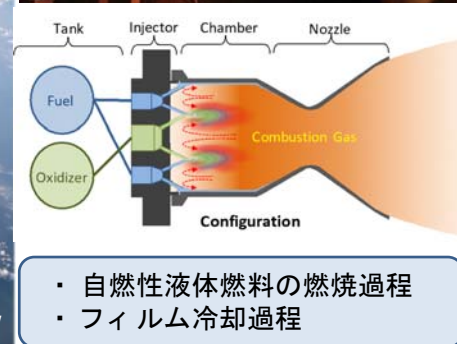 Tank Injector Chamber Nozzle
Fuel
Combustion Gas
Oxidizer
Configuration
・ 自燃性液体燃料の燃焼過程
・ フィルム冷却過程